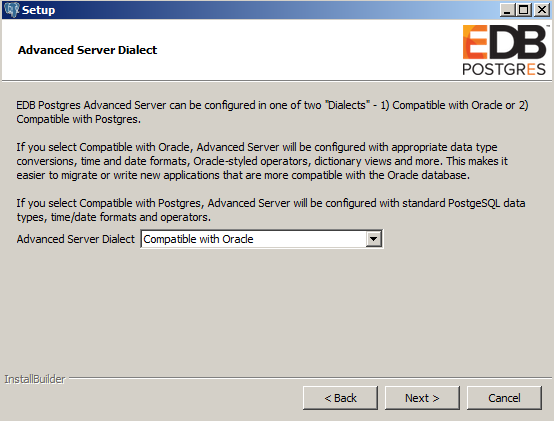 Setup
Advanced Server Dialect
EDB
POSTGRES
EDB Postgres Advanced Server can be configured in one of two "Dialects" - 1) Compatible with Oracle or 2)
Compatible with Postgres.
If you select Compatible with Oracle, Advanced Server will be configured with appropriate data type
conversions, time and date formats, Oracle-styled operators, dictionary views and more. This makes it
easier to migrate or write new applications that are more compatible with the Oracle database.
If you select Compatible with Postgres, Advanced Server will be configured with standard PostgeSQL data
types, time/date formats and operators.
Advanced Server Dialect Compatible with Oracle
InstallBuilder
< Back Next > Cancel